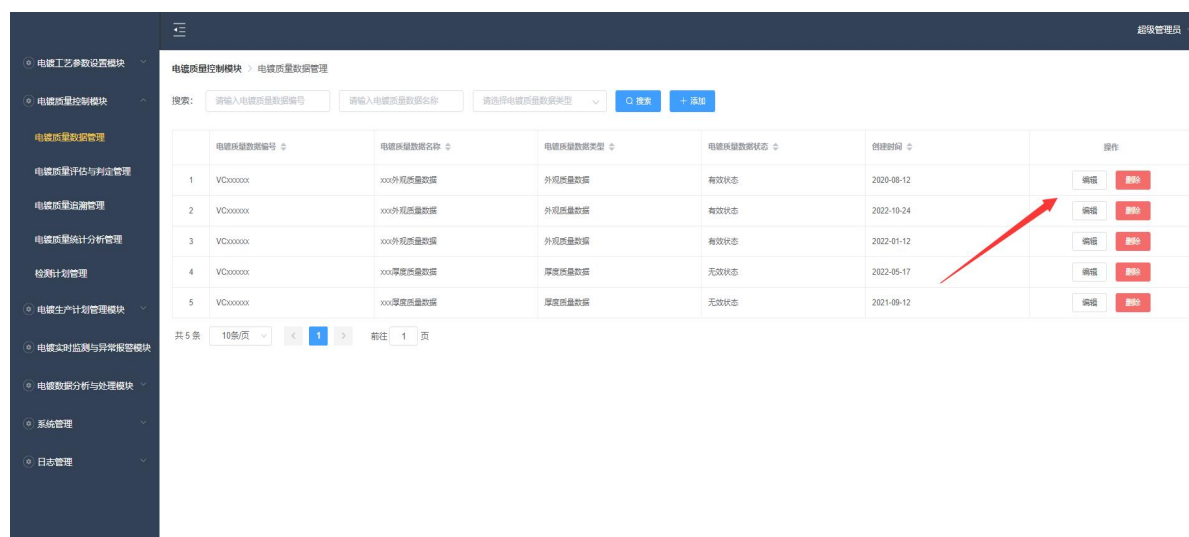 超级管理员
电镀工艺参数设置模块
电镀质量控制模块
电镀质量数据管理
电镀质量评估与判定管理
电镀质量追溯管理
电镀质量统计分析管理
检测计划管理
电镀生产计划管理模块
电镀实时监测与异常报警模块
电镀数据分析与处理模块
系统管理
日志管理
电镀质量控制模块 > 电镀质量数据管理
搜索: 请输入电镀质量数据编号 请输入电镀质量数据名称 请选择电镀质量数据类型 搜索 + 添加
电镀质量数据编号 电镀质量数据名称 电镀质量数据类型 电镀质量数据状态 创建时间 操作
1 VCxxxxxx xxx外观质量数据 外观质量数据 有效状态 2020-08-12 编辑 删除
2 VCxxxxxx xxx外观质量数据 外观质量数据 有效状态 2022-10-24 编辑 删除
3 VCxxxxxx xxx外观质量数据 外观质量数据 有效状态 2022-01-12 编辑 删除
4 VCxxxxxx xxx厚度质量数据 厚度质量数据 无效状态 2022-05-17 编辑 删除
5 VCxxxxxx xxx厚度质量数据 厚度质量数据 无效状态 2021-09-12 编辑 删除
共 5 条 10条/页 < 1 > 前往 1 页